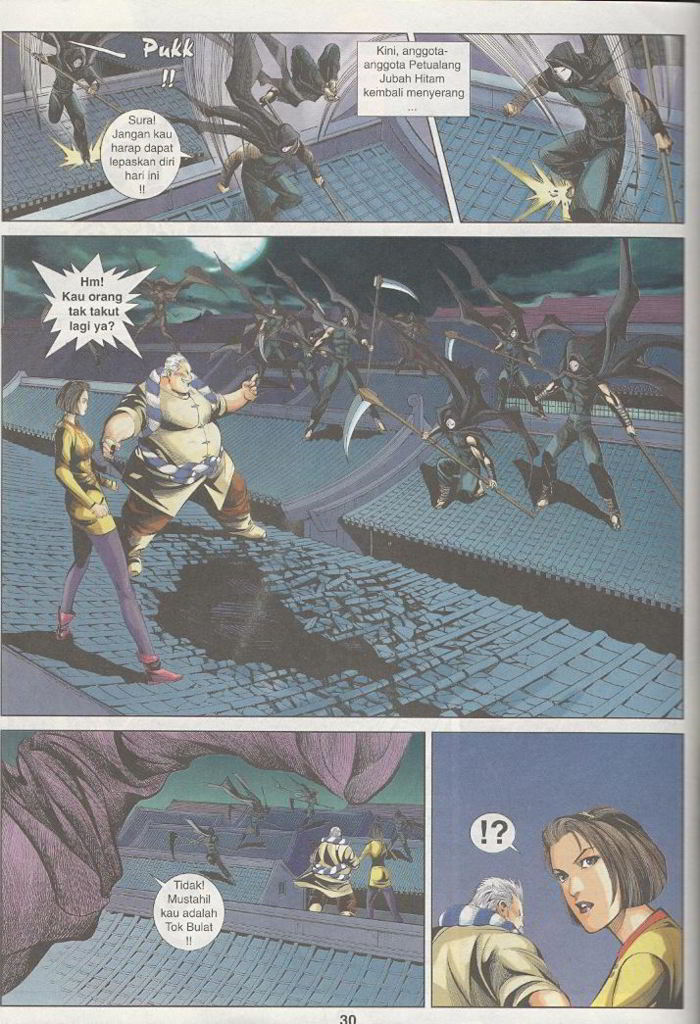 Pukk
!!
Sura!
Jangan kau
harap dapat
lepaskan diri
hari ini
!!
Kini, anggota-
anggota Petualang
Jubah Hitam
kembali menyerang
...
Hm!
Kau orang
tak takut
lagi ya?
Tidak!
Mustahil
kau adalah
Tok Bulat
!!
!?
30